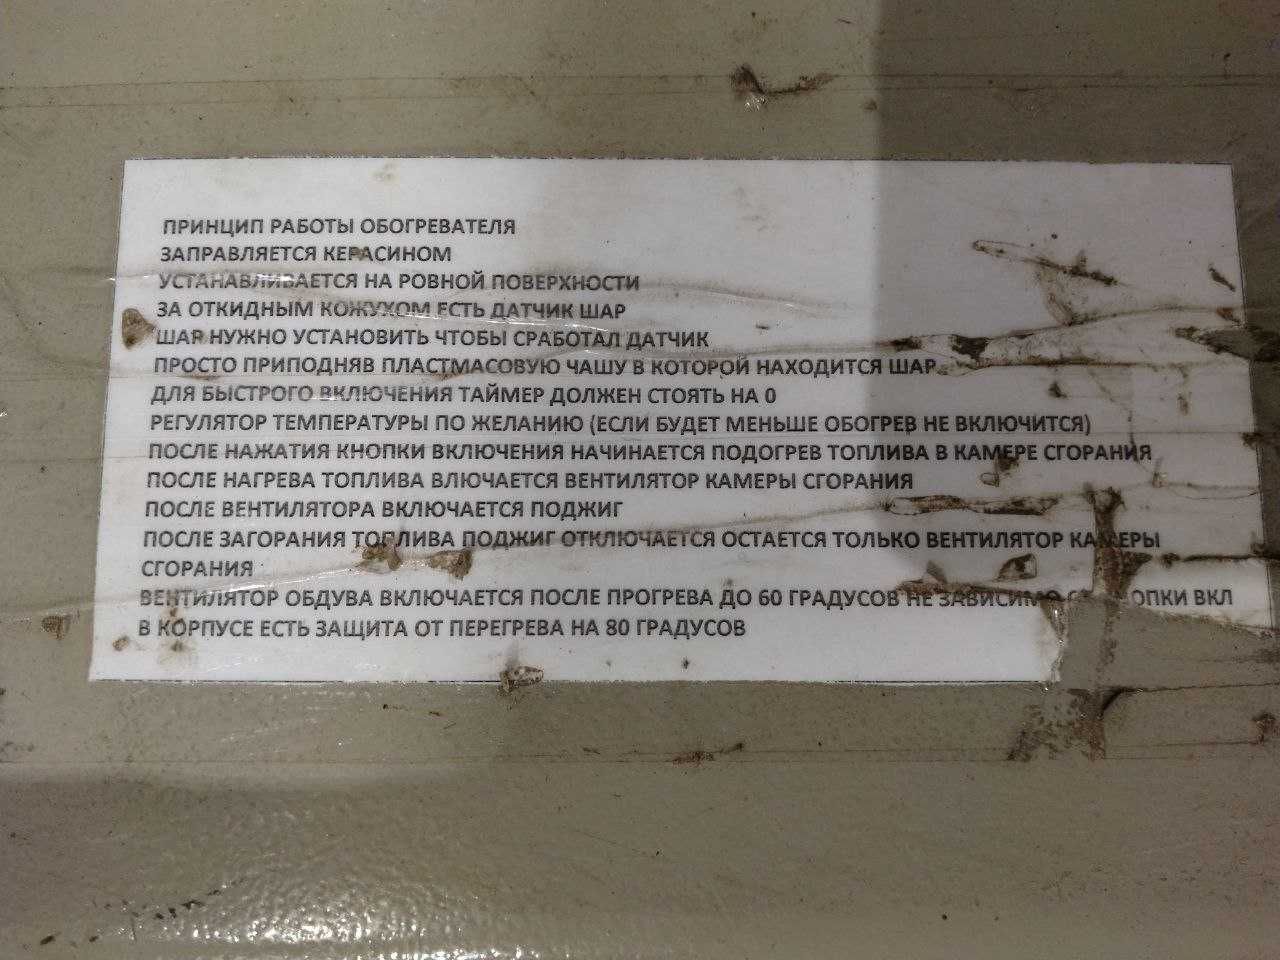 ПРИНЦИП РАБОТЫ ОБОГРЕВАТЕЛЯ
ЗАПРАВЛЯЕТСЯ КЕРАСИНОМ
УСТАНАВЛИВАЕТСЯ НА РОВНОЙ ПОВЕРХНОСТИ
ЗА ОТКИДНЫМ КОЖУХОМ ЕСТЬ ДАТЧИК ШАР
ШАР НУЖНО УСТАНОВИТЬ ЧТОБЫ СРАБОТАЛ ДАТЧИК
ПРОСТО ПРИПОДНЯВ ПЛАСТМАСОВУЮ ЧАШУ В КОТОРОЙ НАХОДИТСЯ ШАР
ДЛЯ БЫСТРОГО ВКЛЮЧЕНИЯ ТАЙМЕР ДОЛЖЕН СТОЯТЬ НА 0
РЕГУЛЯТОР ТЕМПЕРАТУРЫ ПО ЖЕЛАНИЮ (ЕСЛИ БУДЕТ МЕНЬШЕ ОБОГРЕВ НЕ ВКЛЮЧИТСЯ)
ПОСЛЕ НАЖАТИЯ КНОПКИ ВКЛЮЧЕНИЯ НАЧИНАЕТСЯ ПОДОГРЕВ ТОПЛИВА В КАМЕРЕ СГОРАНИЯ
ПОСЛЕ НАГРЕВА ТОПЛИВА ВЛЮЧАЕТСЯ ВЕНТИЛЯТОР КАМЕРЫ СГОРАНИЯ
ПОСЛЕ ВЕНТИЛЯТОРА ВКЛЮЧАЕТСЯ ПОДЖИГ
ПОСЛЕ ЗАГОРАНИЯ ТОПЛИВА ПОДЖИГ ОТКЛЮЧАЕТСЯ ОСТАЕТСЯ ТОЛЬКО ВЕНТИЛЯТОР КАМЕРЫ
СГОРАНИЯ
ВЕНТИЛЯТОР ОБДУВА ВКЛЮЧАЕТСЯ ПОСЛЕ ПРОГРЕВА ДО 60 ГРАДУСОВ НЕ ЗАВИСИМО ВКЛ
В КОРПУСЕ ЕСТЬ ЗАЩИТА ОТ ПЕРЕГРЕВА НА 80 ГРАДУСОВ